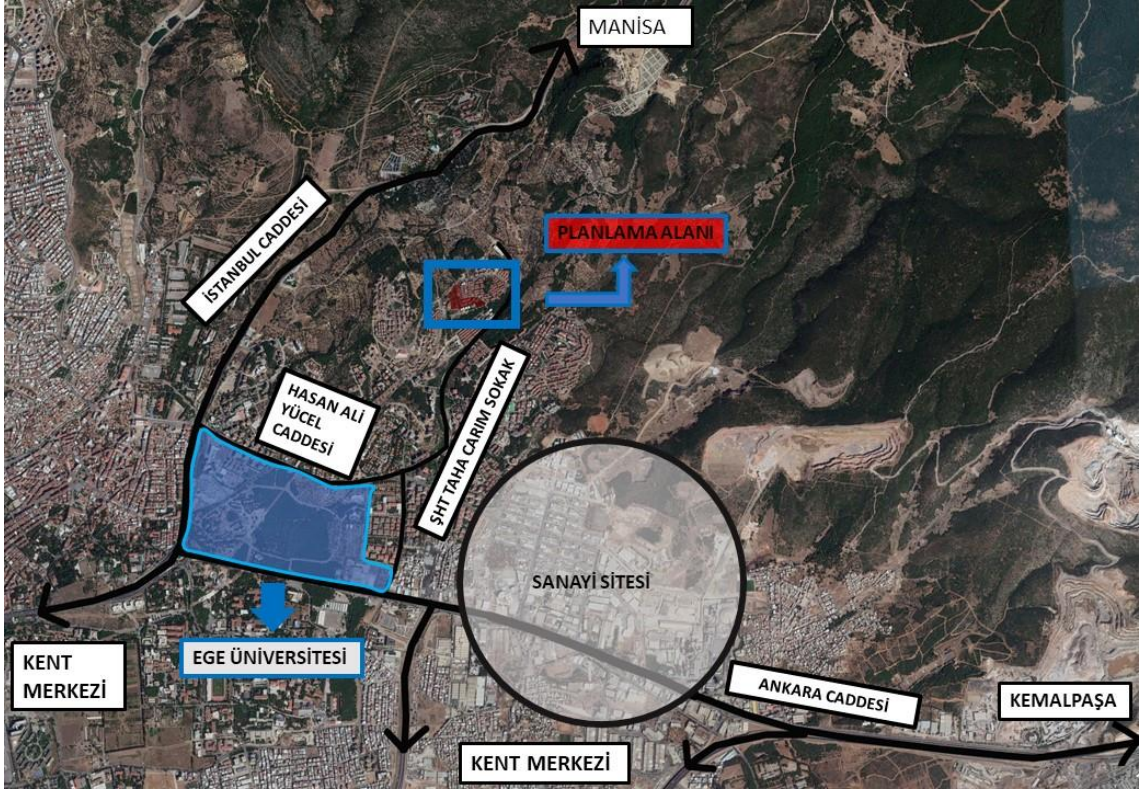 MANİSA
PLANLAMA ALANI
İSTANBUL CADDESİ
HASAN ALİ
YÜCEL
CADDESİ
ŞHT TAHA CARIM SOKAK
SANAYİ SİTESİ
EGE ÜNİVERSİTESİ
KENT
MERKEZİ
ANKARA CADDESİ
KEMALPAŞA
KENT MERKEZİ